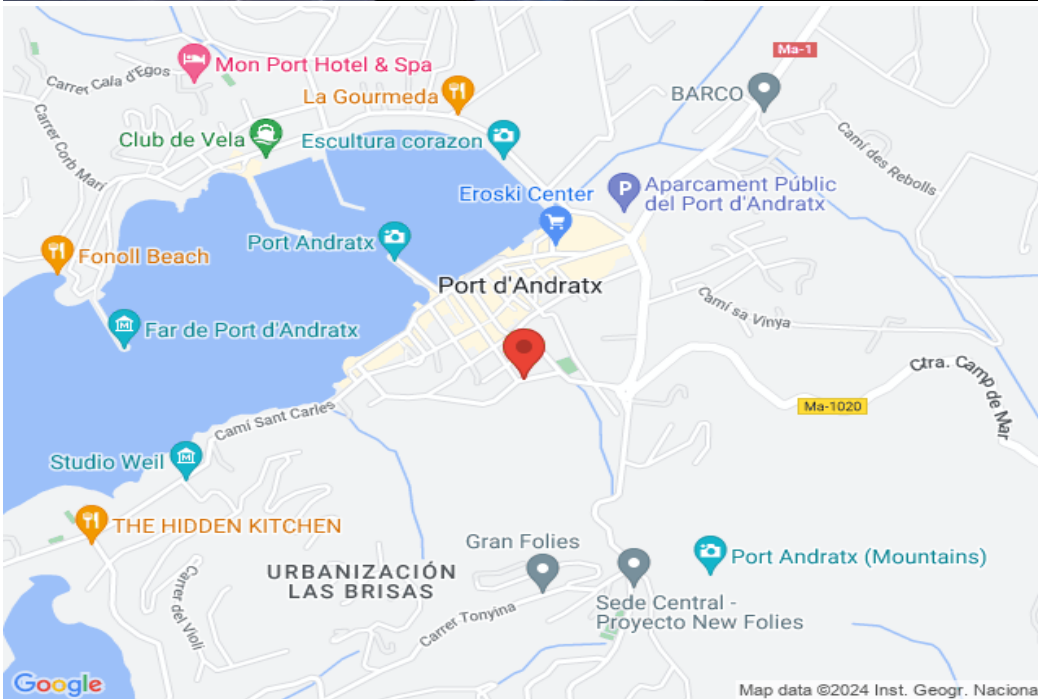 Ma-1
Carrer Cala d'Egos
Mon Port Hotel & Spa
La Gourmeda
BARCO
Carrer Corb Marí
Club de Vela
Escultura corazon
Camí des Rebolls
Eroski Center
Aparcament Públic
del Port d'Andratx
Port Andratx
Fonoll Beach
Port d'Andratx
Camí sa Vinya
Far de Port d'Andratx
Ctra. Camp de Mar
Ma-1020
Camí Sant Carles
Studio Weil
THE HIDDEN KITCHEN
Gran Folies
Port Andratx (Mountains)
URBANIZACIÓN
LAS BRISAS
Carrer del Violí
Carrer Tonyina
Sede Central -
Proyecto New Folies
Google
Map data ©2024 Inst. Geogr. Naciona